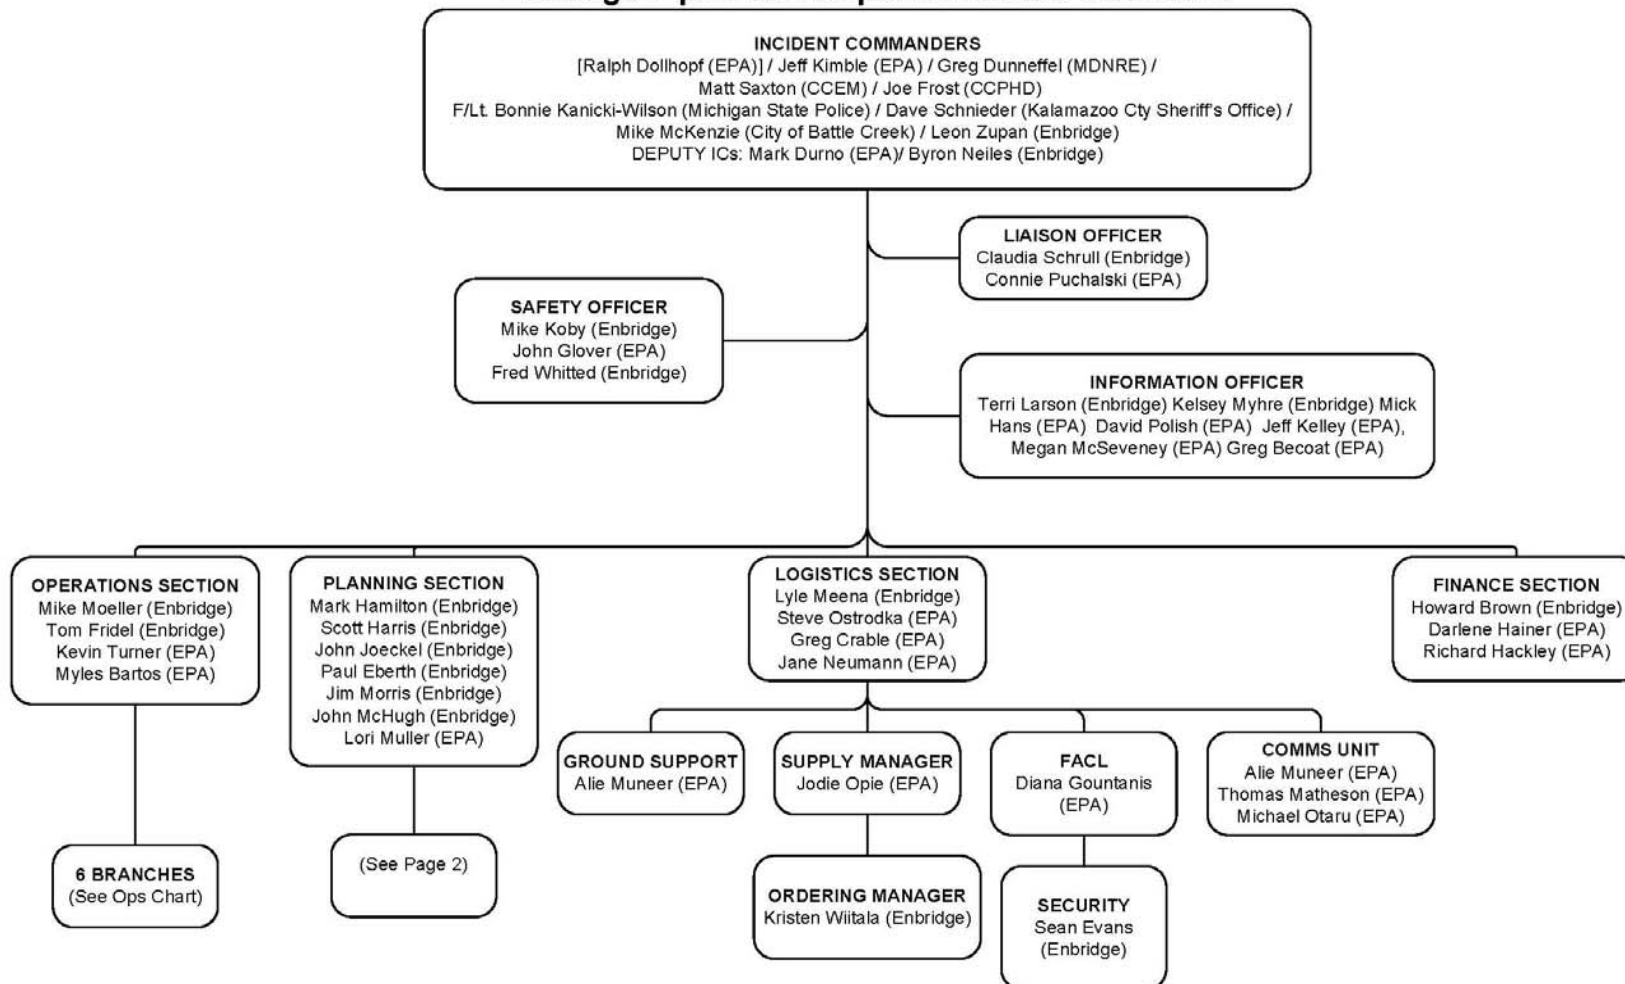 INCIDENT COMMANDERS
[Ralph Dollhopf (EPA)] / Jeff Kimble (EPA) / Greg Dunneffel (MDNRE) /
Matt Saxton (CCEM) / Joe Frost (CCPHD)
F/Lt. Bonnie Kanicki-Wilson (Michigan State Police) / Dave Schnieder (Kalamazoo Cty Sheriff's Office) /
Mike McKenzie (City of Battle Creek) / Leon Zupan (Enbridge)
DEPUTY ICs: Mark Durno (EPA)/ Byron Neiles (Enbridge)
LIAISON OFFICER
Claudia Schrull (Enbridge)
Connie Puchalski (EPA)
SAFETY OFFICER
Mike Koby (Enbridge)
John Glover (EPA)
Fred Whitted (Enbridge)
INFORMATION OFFICER
Terri Larson (Enbridge) Kelsey Myhre (Enbridge) Mick
Hans (EPA) David Polish (EPA) Jeff Kelley (EPA),
Megan McSeveney (EPA) Greg Becoat (EPA)
OPERATIONS SECTION
Mike Moeller (Enbridge)
Tom Fridel (Enbridge)
Kevin Turner (EPA)
Myles Bartos (EPA)
PLANNING SECTION
Mark Hamilton (Enbridge)
Scott Harris (Enbridge)
John Joeckel (Enbridge)
Paul Eberth (Enbridge)
Jim Morris (Enbridge)
John McHugh (Enbridge)
Lori Muller (EPA)
LOGISTICS SECTION
Lyle Meena (Enbridge)
Steve Ostrodka (EPA)
Greg Crable (EPA)
Jane Neumann (EPA)
FINANCE SECTION
Howard Brown (Enbridge)
Darlene Hainer (EPA)
Richard Hackley (EPA)
GROUND SUPPORT
Alie Muneer (EPA)
SUPPLY MANAGER
Jodie Opie (EPA)
FACL
Diana Gountanis
(EPA)
COMMS UNIT
Alie Muneer (EPA)
Thomas Matheson (EPA)
Michael Otaru (EPA)
6 BRANCHES
(See Ops Chart)
(See Page 2)
ORDERING MANAGER
Kristen Wiitala (Enbridge)
SECURITY
Sean Evans
(Enbridge)